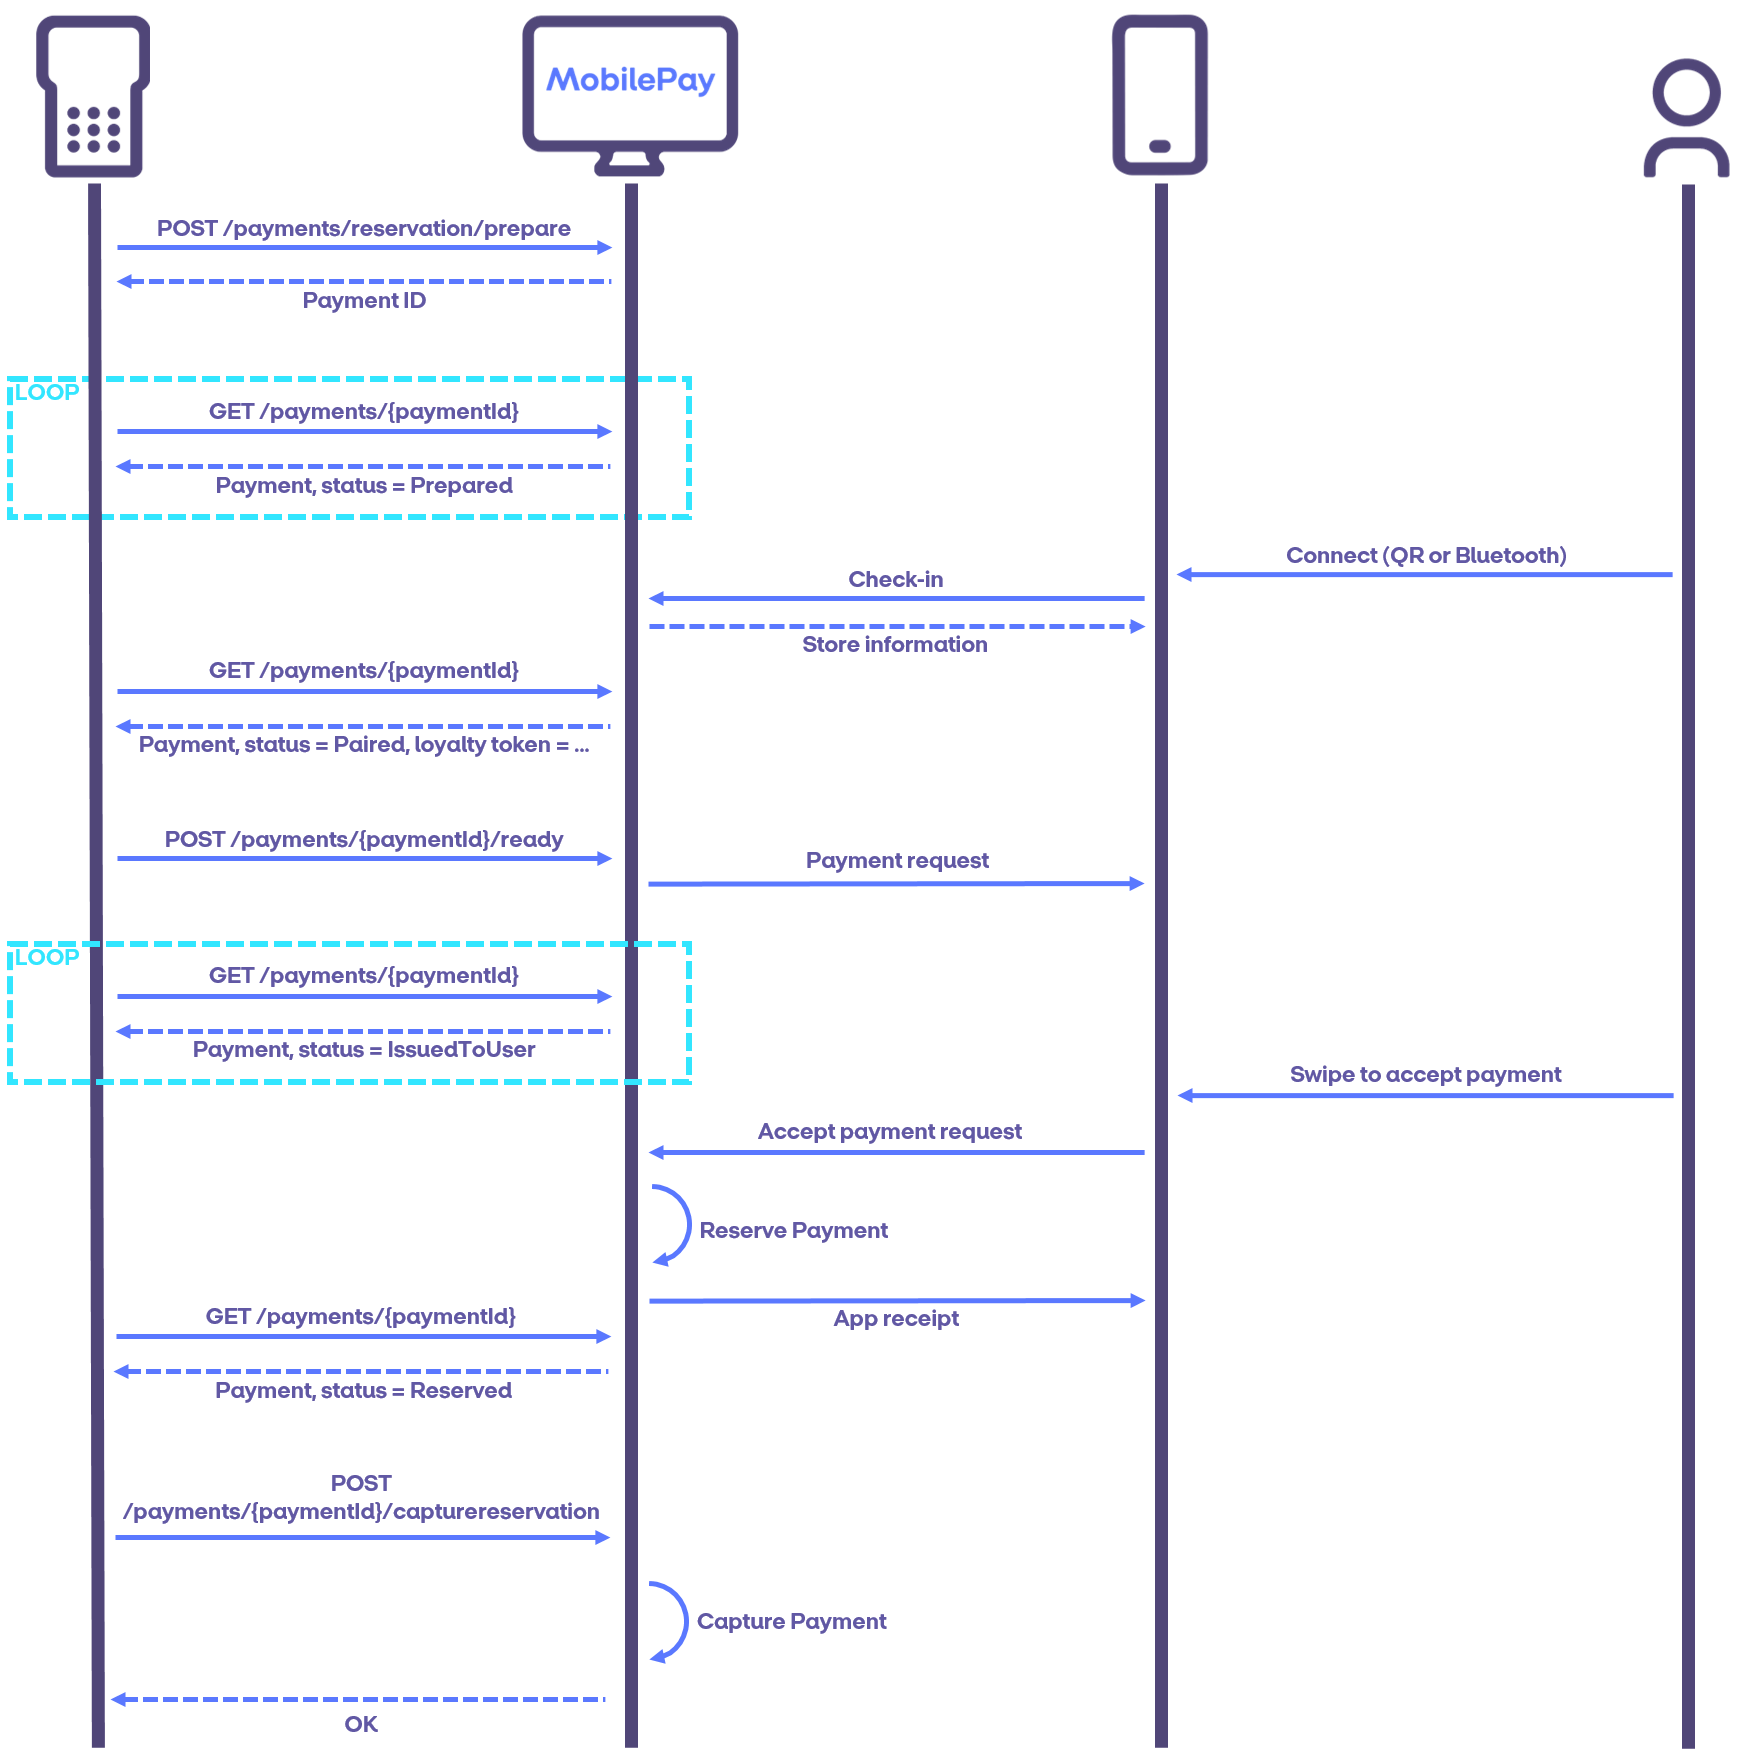 MobilePay
POST /payments/reservation/prepare
Payment ID
LOOP
GET /payments/{paymentId}
Payment, status = Prepared
Connect (QR or Bluetooth)
Check-in
Store information
GET /payments/{paymentId}
Payment, status = Paired, loyalty token = ...
POST /payments/{paymentId}/ready
Payment request
LOOP
GET /payments/{paymentId}
Payment, status = IssuedToUser
Swipe to accept payment
Accept payment request
Reserve Payment
GET /payments/{paymentId}
App receipt
Payment, status = Reserved
POST
/payments/{paymentId}/capturereservation
Capture Payment
OK